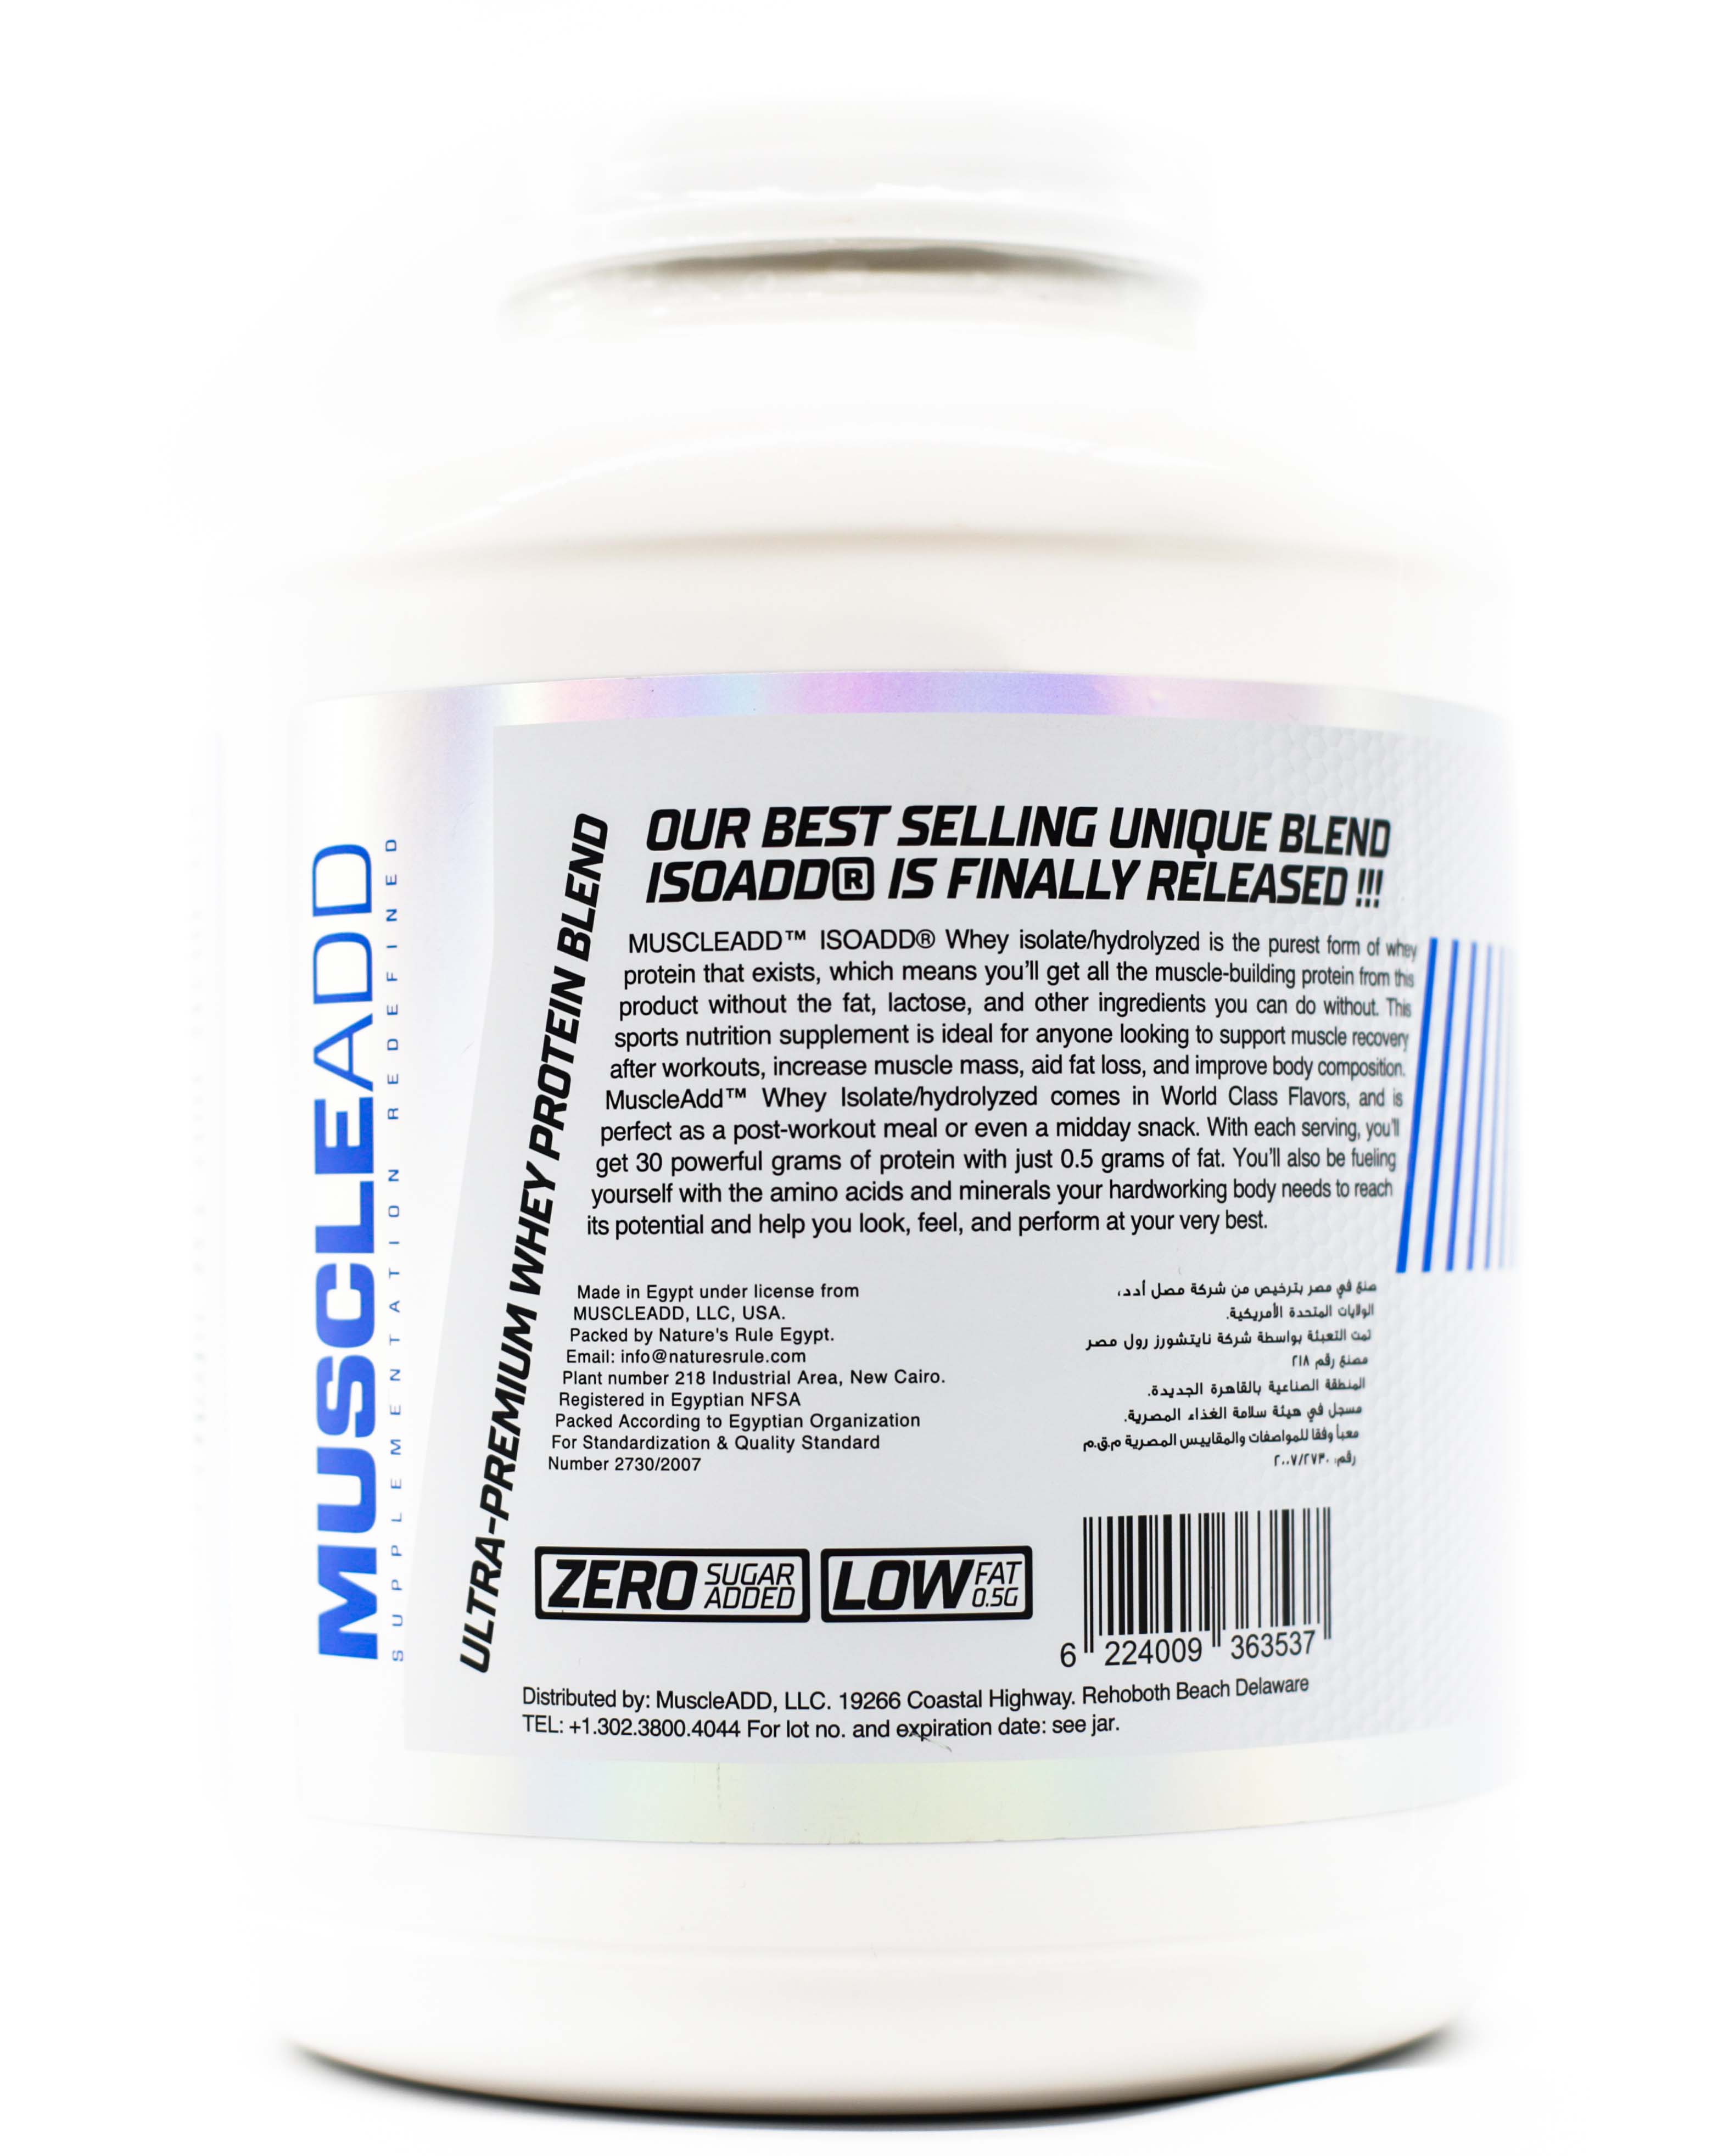 MUSCLEADD
SUPPLEMENTATION REDEFINED
ULTRA-PREMIUM WHEY PROTEIN BLEND
OUR BEST SELLING UNIQUE BLEND
ISOADD® IS FINALLY RELEASED !!!
MUSCLEADD™ ISOADD® Whey isolate/hydrolyzed is the purest form of whey
protein that exists, which means you'll get all the muscle-building protein from this
product without the fat, lactose, and other ingredients you can do without. This
sports nutrition supplement is ideal for anyone looking to support muscle recovery
after workouts, increase muscle mass, aid fat loss, and improve body composition.
MuscleAdd™ Whey Isolate/hydrolyzed comes in World Class Flavors, and is
perfect as a post-workout meal or even a midday snack. With each serving, you'll
get 30 powerful grams of protein with just 0.5 grams of fat. You'll also be fueling
yourself with the amino acids and minerals your hardworking body needs to reach
its potential and help you look, feel, and perform at your very best.
Made in Egypt under license from
MUSCLEADD, LLC, USA.
Packed by Nature's Rule Egypt.
Email: info@naturesrule.com
Plant number 218 Industrial Area, New Cairo.
Registered in Egyptian NFSA
Packed According to Egyptian Organization
For Standardization & Quality Standard
Number 2730/2007
صنع في مصر بترخيص من شركة مصل أدد،
الولايات المتحدة الأمريكية.
تمت التعبئة بواسطة شركة نايتشورز رول مصر
مصنع رقم ٢١٨
المنطقة الصناعية بالقاهرة الجديدة.
مسجل في هيئة سلامة الغذاء المصرية.
معبأ وفقا للمواصفات والمقاييس المصرية م.ق.م
رقم: ٢٠٠٧/٢٧٣٠
ZERO SUGAR ADDED
LOW FAT 0.5G
6 224009 363537
Distributed by: MuscleADD, LLC. 19266 Coastal Highway. Rehoboth Beach Delaware
TEL: +1.302.3800.4044 For lot no. and expiration date: see jar.